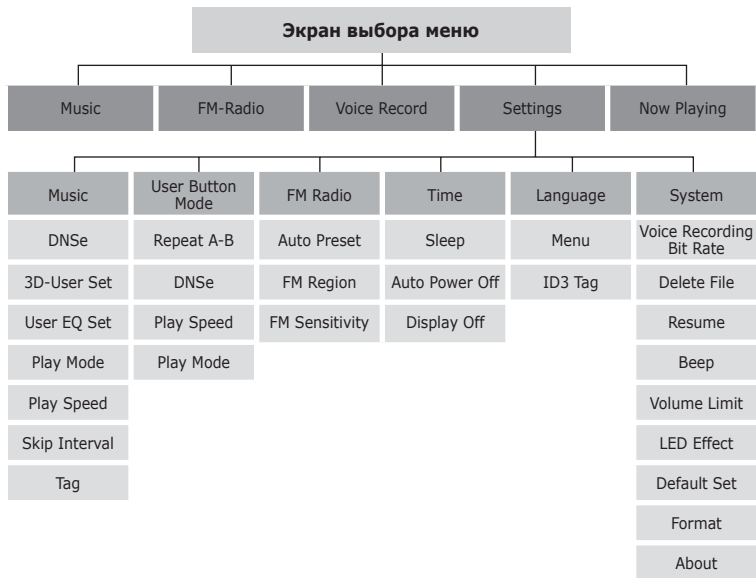 Экран выбора меню
Music
FM-Radio
Voice Record
Settings
Now Playing
Music
DNSe
3D-User Set
User EQ Set
Play Mode
Play Speed
Skip Interval
Tag
User Button
Mode
Repeat A-B
DNSe
Play Speed
Play Mode
FM Radio
Auto Preset
FM Region
FM Sensitivity
Time
Sleep
Auto Power Off
Display Off
Language
Menu
ID3 Tag
System
Voice Recording
Bit Rate
Delete File
Resume
Beep
Volume Limit
LED Effect
Default Set
Format
About